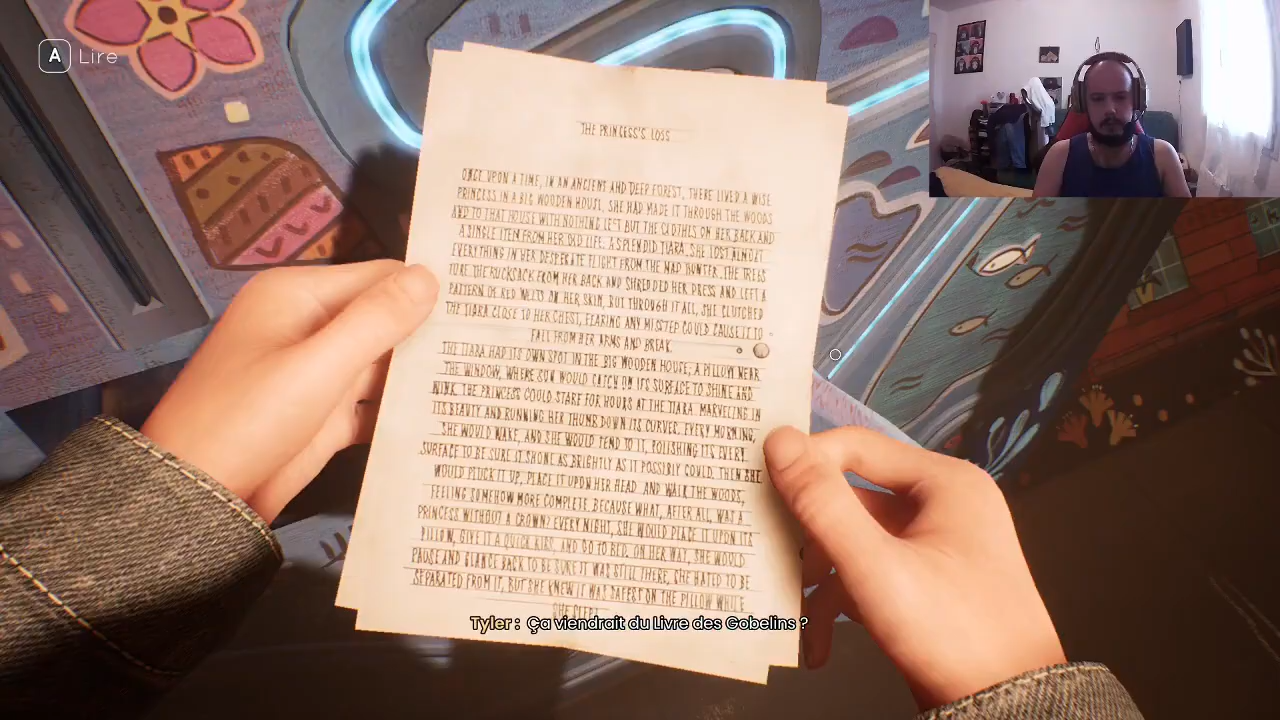 A Lire
THE PRINCESS'S LOSS
ONCE UPON A TIME, IN AN ANCIENT AND DEEP FOREST, THERE LIVED A WISE
PRINCESS IN A BIG WOODEN HOUSE. SHE HAD MADE IT THROUGH THE WOODS
AND TO THAT HOUSE WITH NOTHING LEFT BUT THE CLOTHES ON HER BACK AND
A SINGLE ITEM FROM HER OLD LIFE: A SPLENDID TIARA. SHE LOST ALMOST
EVERYTHING IN HER DESPERATE FLIGHT FROM THE MAD HUNTER. THE TREES
TORE THE RUCKSACK FROM HER BACK AND SHREDDED HER DRESS AND LEFT A
PATTERN OF RED WELTS ON HER SKIN, BUT THROUGH IT ALL, SHE CLUTCHED
THE TIARA CLOSE TO HER CHEST, FEARING ANY MISSTEP COULD CAUSE IT TO
FALL FROM HER ARMS AND BREAK.
THE TIARA HAD ITS OWN SPOT IN THE BIG WOODEN HOUSE: A PILLOW NEAR
THE WINDOW, WHERE SUN WOULD CATCH ON ITS SURFACE TO SHINE AND
WINK. THE PRINCESS COULD STARE FOR HOURS AT THE TIARA, MARVELING IN
ITS BEAUTY AND RUNNING HER THUMB DOWN ITS CURVES. EVERY MORNING,
SHE WOULD WAKE, AND SHE WOULD TEND TO IT, POLISHING ITS EVERY
SURFACE TO BE SURE IT SHONE AS BRIGHTLY AS IT POSSIBLY COULD. THEN SHE
WOULD PLUCK IT UP, PLACE IT UPON HER HEAD, AND WALK THE WOODS,
FEELING SOMEHOW MORE COMPLETE. BECAUSE WHAT, AFTER ALL, WAS A
PRINCESS WITHOUT A CROWN? EVERY NIGHT, SHE WOULD PLACE IT UPON ITS
PILLOW, GIVE IT A QUICK KISS, AND GO TO BED. ON HER WAY, SHE WOULD
PAUSE AND GLANCE BACK TO BE SURE IT WAS STILL THERE. SHE HATED TO BE
SEPARATED FROM IT, BUT SHE KNEW IT WAS SAFEST ON THE PILLOW WHILE
SHE SLEPT.
Tyler : Ça viendrait du Livre des Gobelins ?